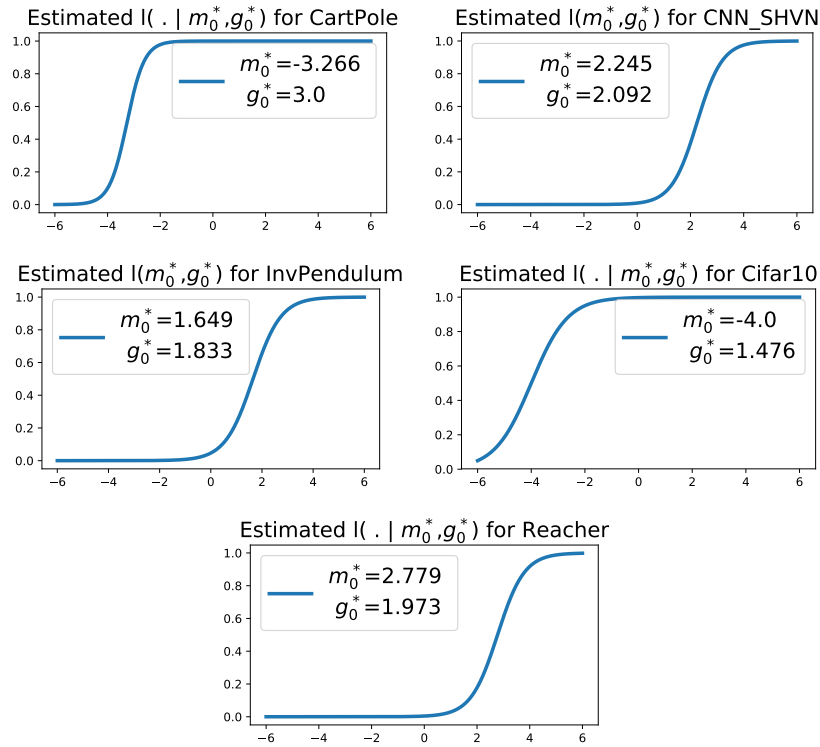 Estimated l( . | m₀*,g₀*) for CartPole
m₀*=-3.266
g₀*=3.0
1.0
0.8
0.6
0.4
0.2
0.0
−6 −4 −2 0 2 4 6
Estimated l(m₀*,g₀*) for CNN_SHVN
m₀*=2.245
g₀*=2.092
1.0
0.8
0.6
0.4
0.2
0.0
−6 −4 −2 0 2 4 6
Estimated l(m₀*,g₀*) for InvPendulum
m₀*=1.649
g₀*=1.833
1.0
0.8
0.6
0.4
0.2
0.0
−6 −4 −2 0 2 4 6
Estimated l( . | m₀*,g₀*) for Cifar10
m₀*=-4.0
g₀*=1.476
1.0
0.8
0.6
0.4
0.2
0.0
−6 −4 −2 0 2 4 6
Estimated l( . | m₀*,g₀*) for Reacher
m₀*=2.779
g₀*=1.973
1.0
0.8
0.6
0.4
0.2
0.0
−6 −4 −2 0 2 4 6